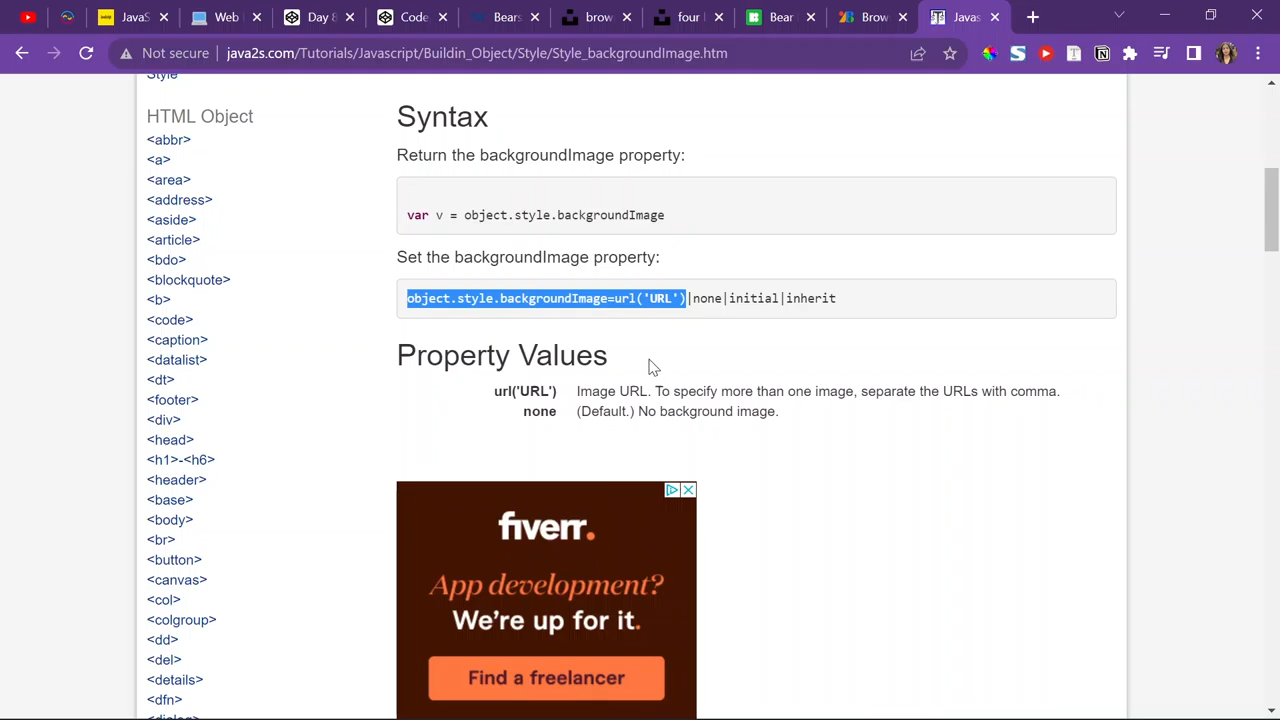 JavaS
Web
Day 8
Code
Bears
brow
four l
Bear
Brow
Javas
Not secure
java2s.com/Tutorials/Javascript/Buildin_Object/Style/Style_backgroundImage.htm
Style
HTML Object
<abbr>
<a>
<area>
<address>
<aside>
<article>
<bdo>
<blockquote>
<b>
<code>
<caption>
<datalist>
<dt>
<footer>
<div>
<head>
<h1>-<h6>
<header>
<base>
<body>
<br>
<button>
<canvas>
<col>
<colgroup>
<dd>
<del>
<details>
<dfn>
<dialog>
Syntax
Return the backgroundImage property:
var v = object.style.backgroundImage
Set the backgroundImage property:
object.style.backgroundImage=url('URL')|none|initial|inherit
Property Values
url('URL') Image URL. To specify more than one image, separate the URLs with comma.
none (Default.) No background image.
fiverr.
App development?
We're up for it.
Find a freelancer